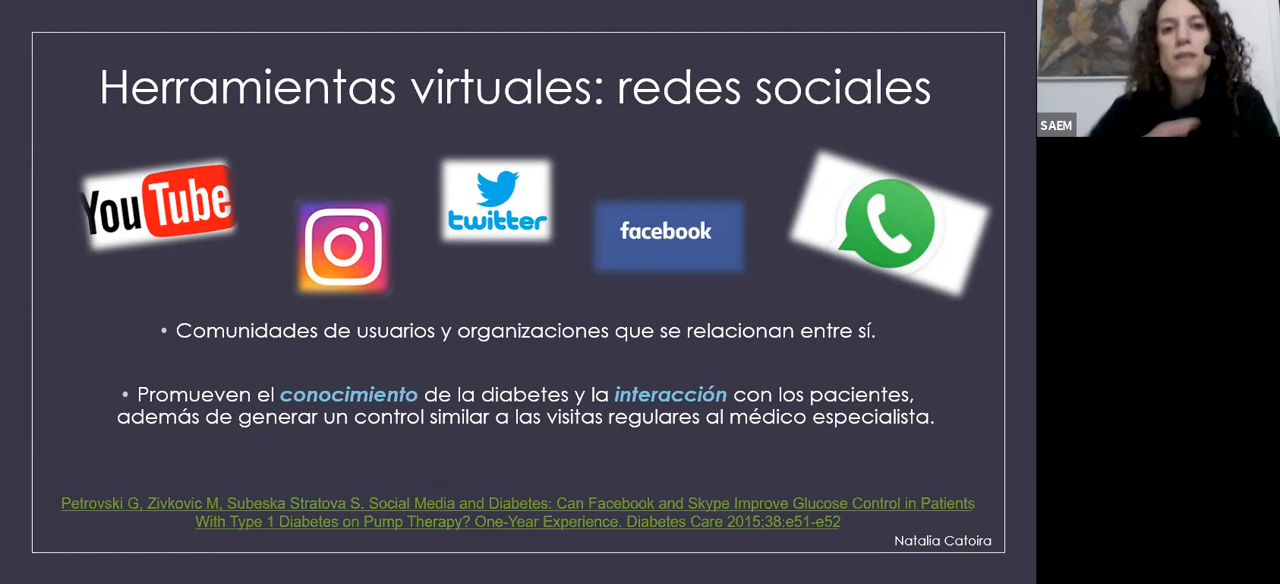 Herramientas virtuales: redes sociales
SAEM
YouTube
twitter
facebook
• Comunidades de usuarios y organizaciones que se relacionan entre sí.
• Promueven el conocimiento de la diabetes y la interacción con los pacientes,
además de generar un control similar a las visitas regulares al médico especialista.
Petrovski G, Zivkovic M, Subeska Stratova S. Social Media and Diabetes: Can Facebook and Skype Improve Glucose Control in Patients
With Type 1 Diabetes on Pump Therapy? One-Year Experience. Diabetes Care 2015;38:e51-e52
Natalia Catoira